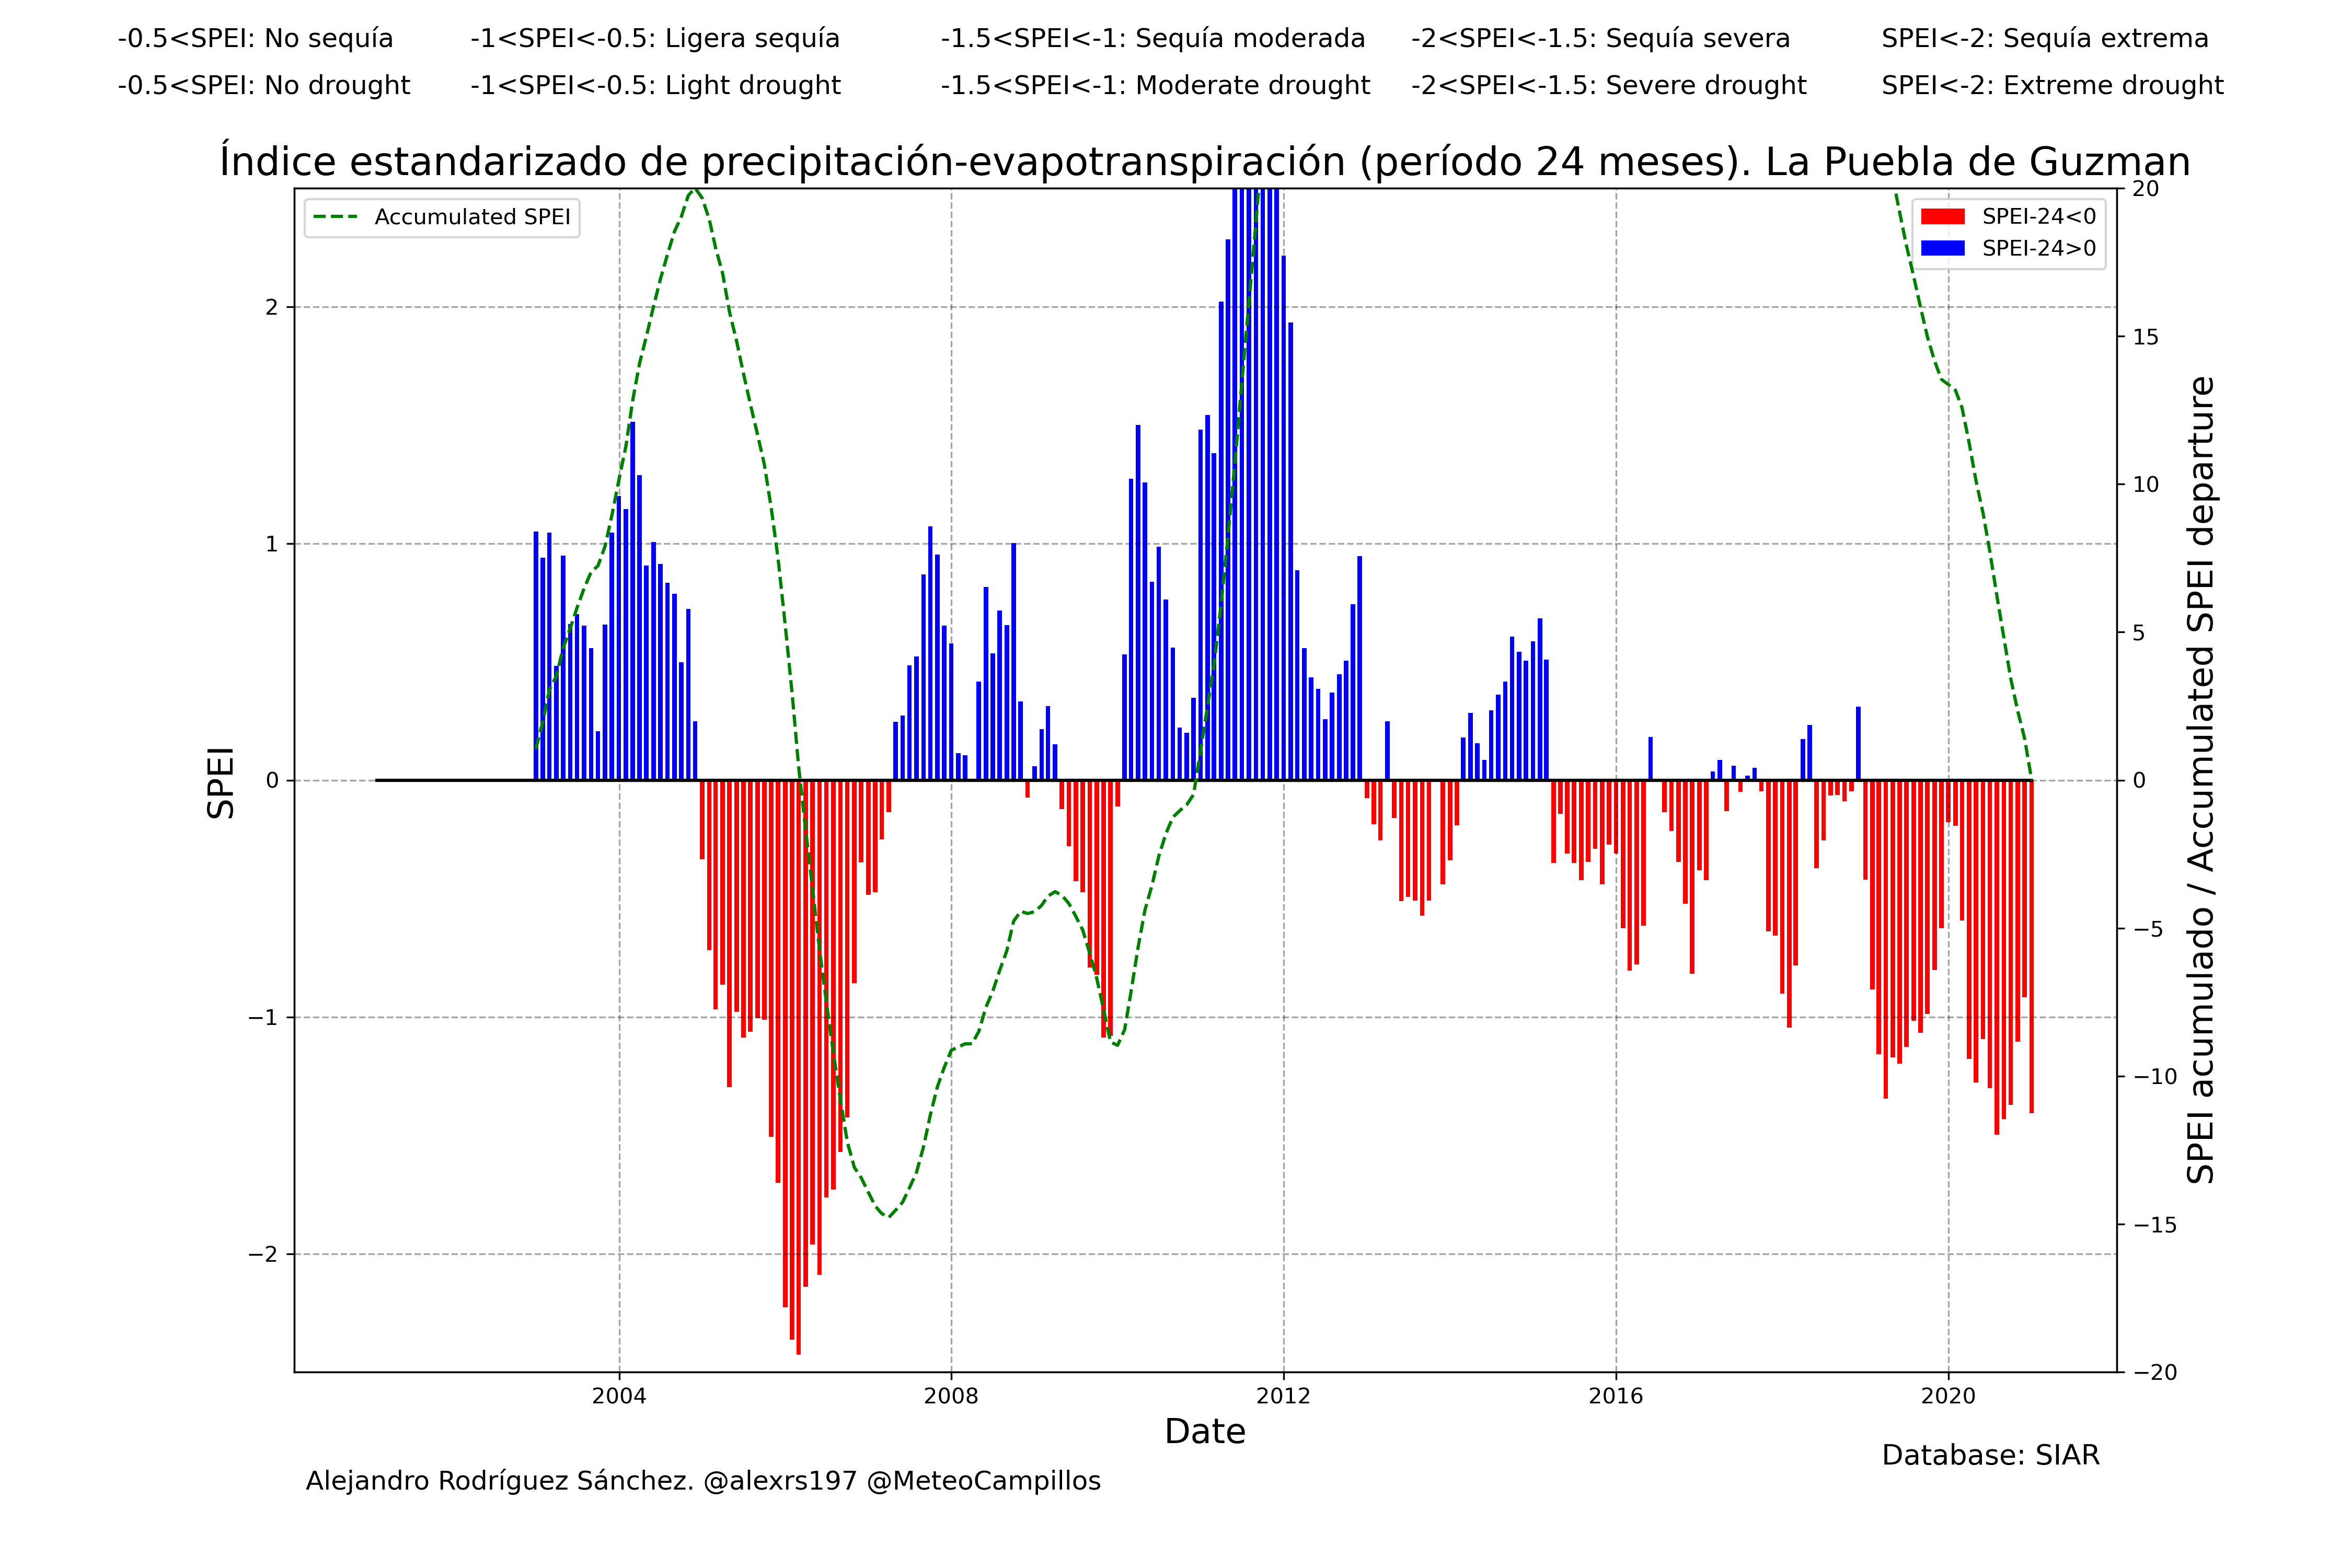 -0.5<SPEI: No sequía -1<SPEI<-0.5: Ligera sequía -1.5<SPEI<-1: Sequía moderada -2<SPEI<-1.5: Sequía severa SPEI<-2: Sequía extrema
-0.5<SPEI: No drought -1<SPEI<-0.5: Light drought -1.5<SPEI<-1: Moderate drought -2<SPEI<-1.5: Severe drought SPEI<-2: Extreme drought
Índice estandarizado de precipitación-evapotranspiración (período 24 meses). La Puebla de Guzman
Accumulated SPEI
SPEI-24<0
SPEI-24>0
SPEI
2
1
0
−1
−2
20
15
10
5
0
−5
−10
−15
−20
SPEI acumulado / Accumulated SPEI departure
2004 2008 2012 2016 2020
Date
Database: SIAR
Alejandro Rodríguez Sánchez. @alexrs197 @MeteoCampillos